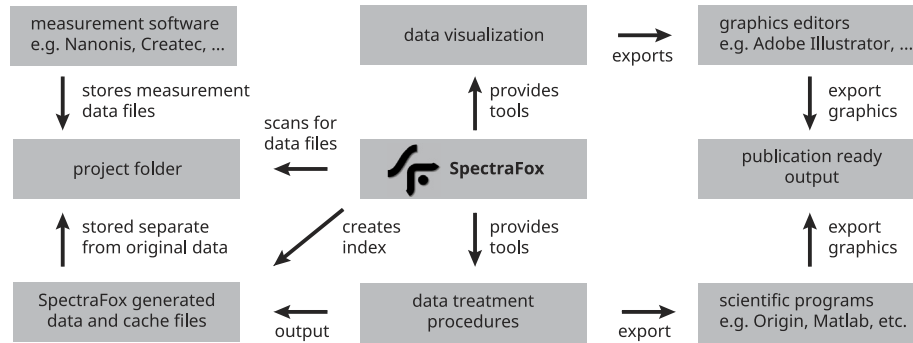 measurement software
e.g. Nanonis, Createc, ...
data visualization
graphics editors
e.g. Adobe Illustrator, ...
exports
stores measurement
data files
provides
tools
export
graphics
scans for
data files
project folder
SpectraFox
publication ready
output
stored separate
from original data
creates
index
provides
tools
export
graphics
SpectraFox generated
data and cache files
output
data treatment
procedures
export
scientific programs
e.g. Origin, Matlab, etc.